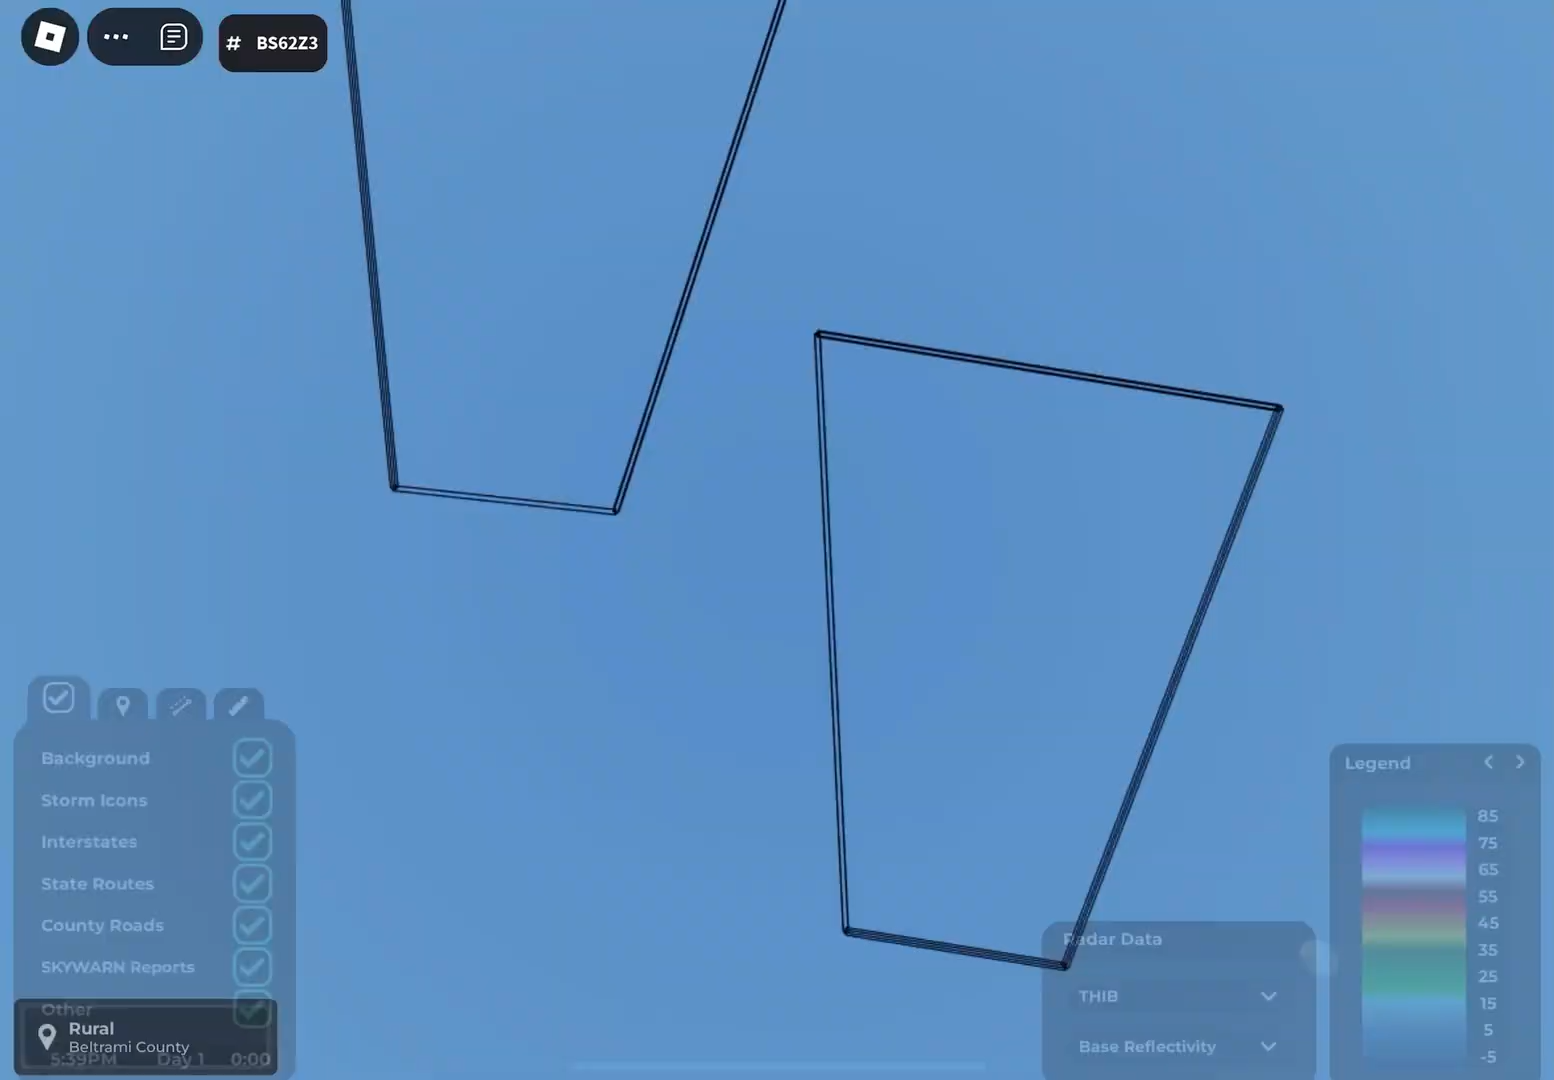 # BS62Z3
Background
Storm Icons
Interstates
State Routes
County Roads
SKYWARN Reports
Other
Rural
Beltrami County
5:39PM Day 1 0:00
Radar Data
THIB
Base Reflectivity
Legend
85
75
65
55
45
35
25
15
5
-5